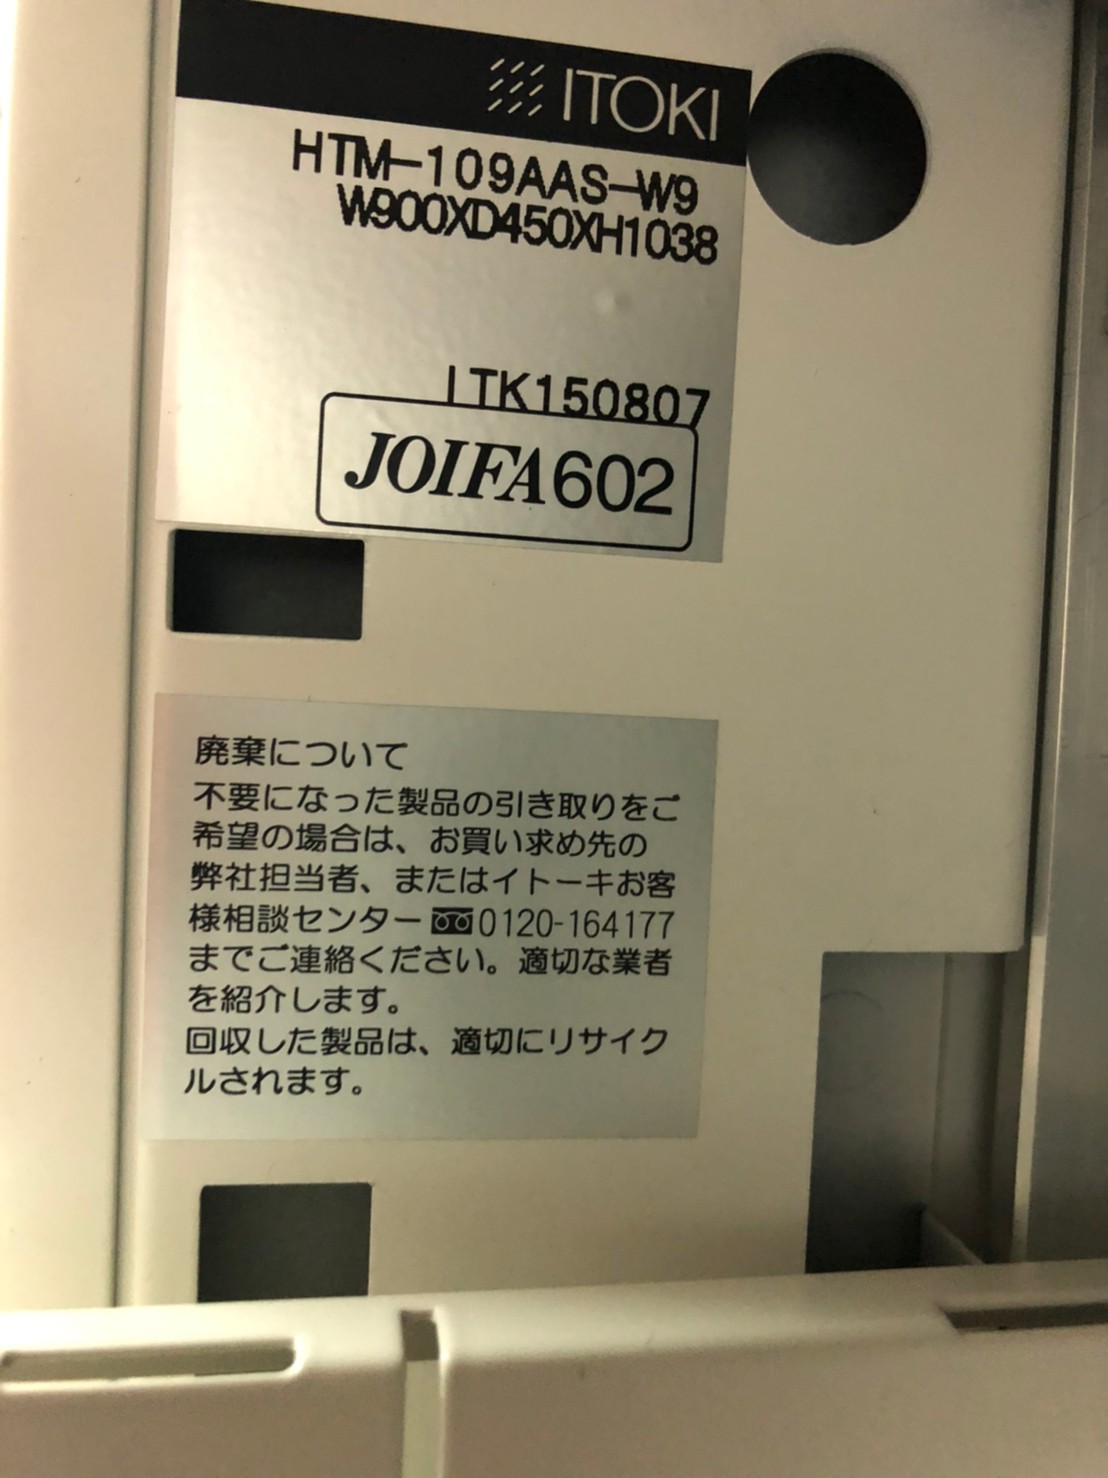 ITOKI
HTM-109AAS-W9
W900XD450XH1038
ITK150807
JOIFA602
廃棄について
不要になった製品の引き取りをご
希望の場合は、お買い求め先の
弊社担当者、またはイトーキお客
様相談センター0120-164177
までご連絡ください。適切な業者
を紹介します。
回収した製品は、適切にリサイク
ルされます。